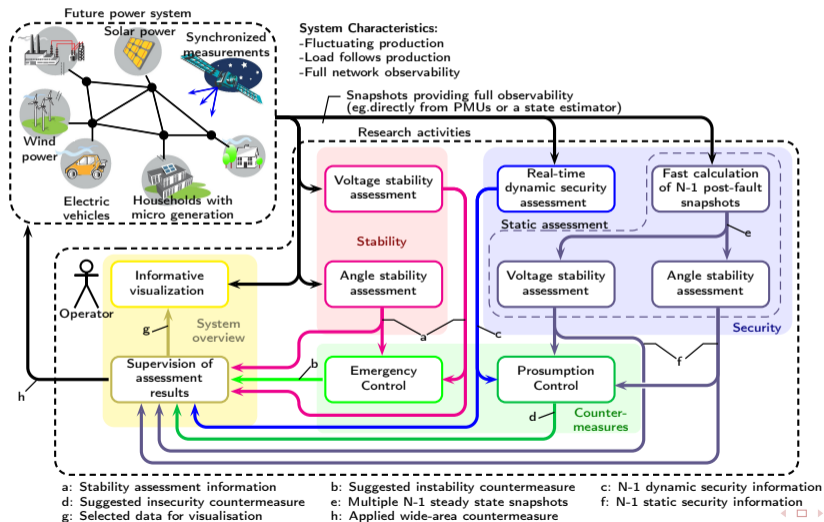 Future power system
Solar power
Synchronized
measurements
Wind
power
Electric
vehicles
Households with
micro generation
System Characteristics:
-Fluctuating production
-Load follows production
-Full network observability
Snapshots providing full observability
(eg.directly from PMUs or a state estimator)
Research activities
Voltage stability
assessment
Real-time
dynamic security
assessment
Fast calculation
of N-1 post-fault
snapshots
Static assessment
e
Stability
Operator
Informative
visualization
Angle stability
assessment
Voltage stability
assessment
Angle stability
assessment
g
System
overview
a
c
Security
f
b
Supervision of
assessment
results
Emergency
Control
Prosumption
Control
h
d
Counter-
measures
a: Stability assessment information
b: Suggested instability countermeasure
c: N-1 dynamic security information
d: Suggested insecurity countermeasure
e: Multiple N-1 steady state snapshots
f: N-1 static security information
g: Selected data for visualisation
h: Applied wide-area countermeasure